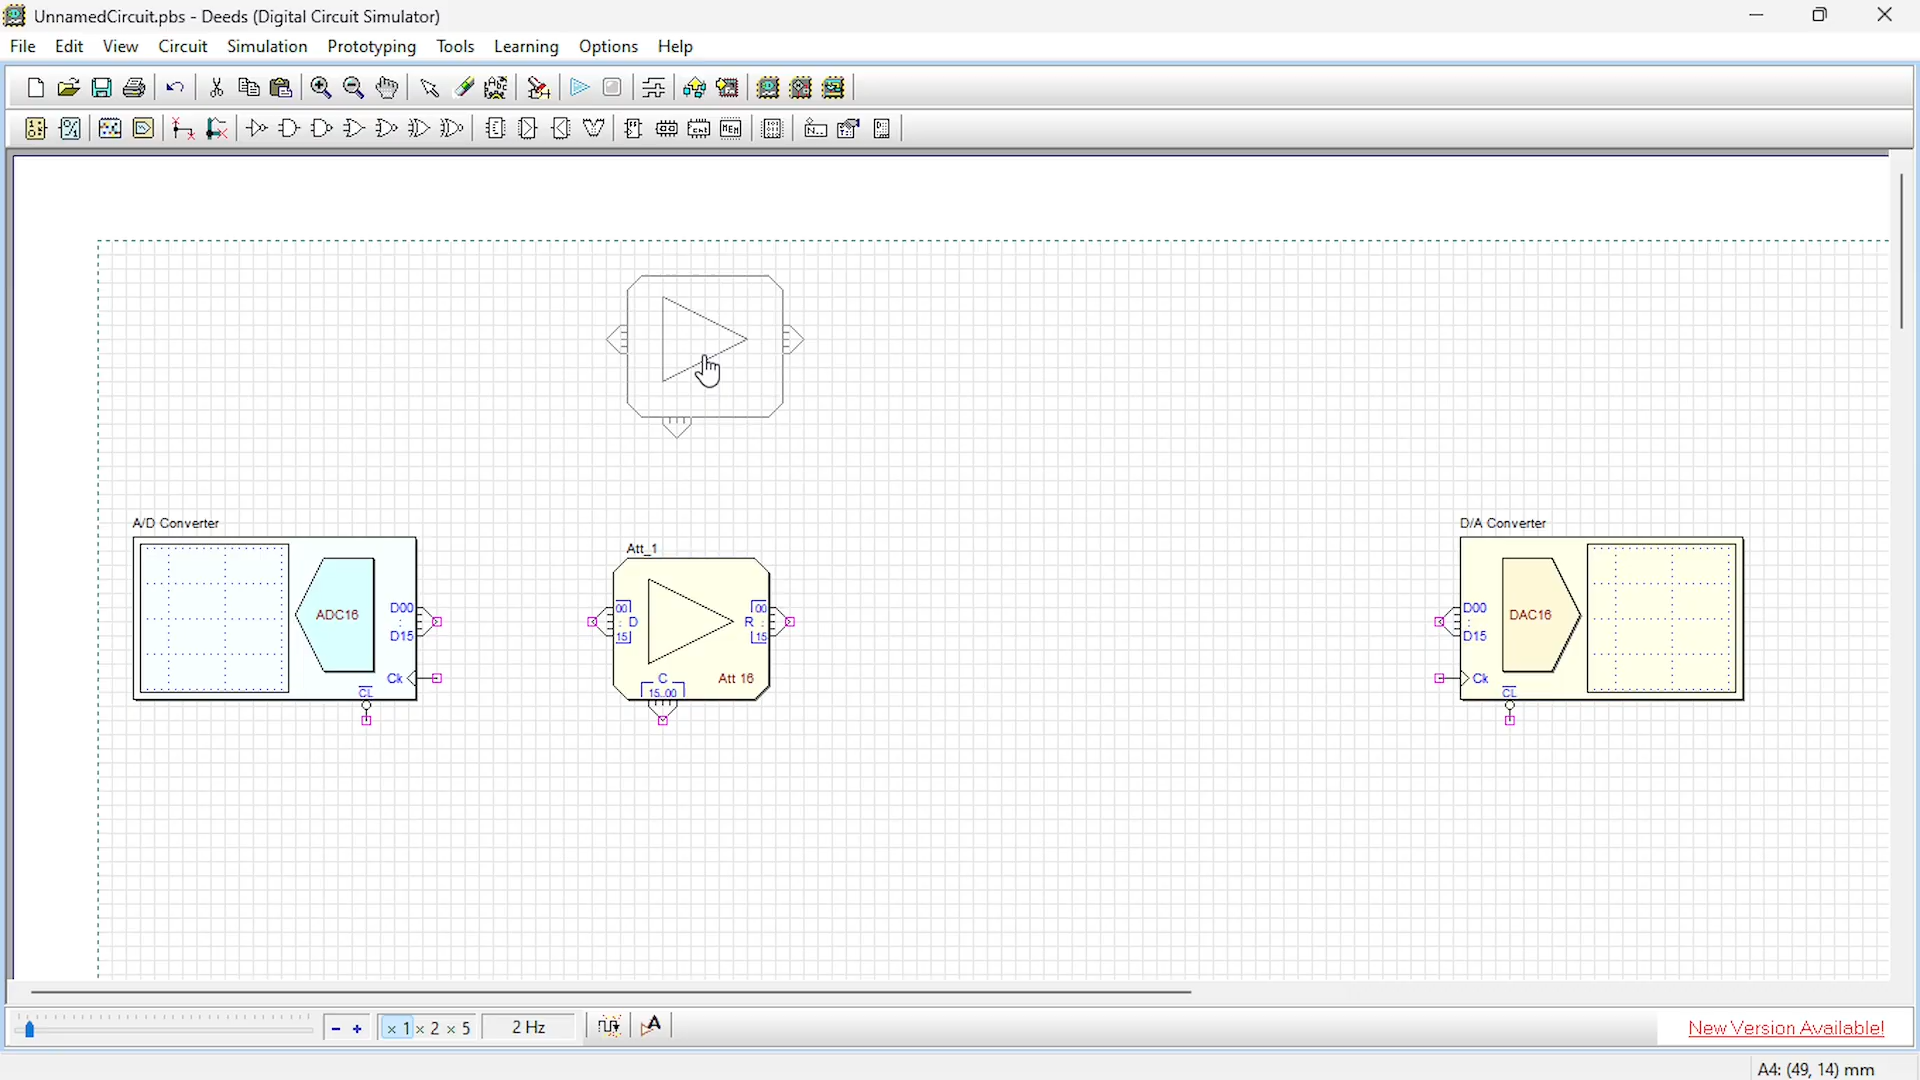 UnnamedCircuit.pbs - Deeds (Digital Circuit Simulator)
File Edit View Circuit Simulation Prototyping Tools Learning Options Help
A/D Converter
D/A Converter
Att_1
ADC16
D00
:
D15
Ck
CL
00
: D
15
00
R :
15
C
15..00
Att 16
D00
:
D15
DAC16
Ck
CL
- + x 1 x 2 x 5 2 Hz
New Version Available!
A4: (49, 14) mm